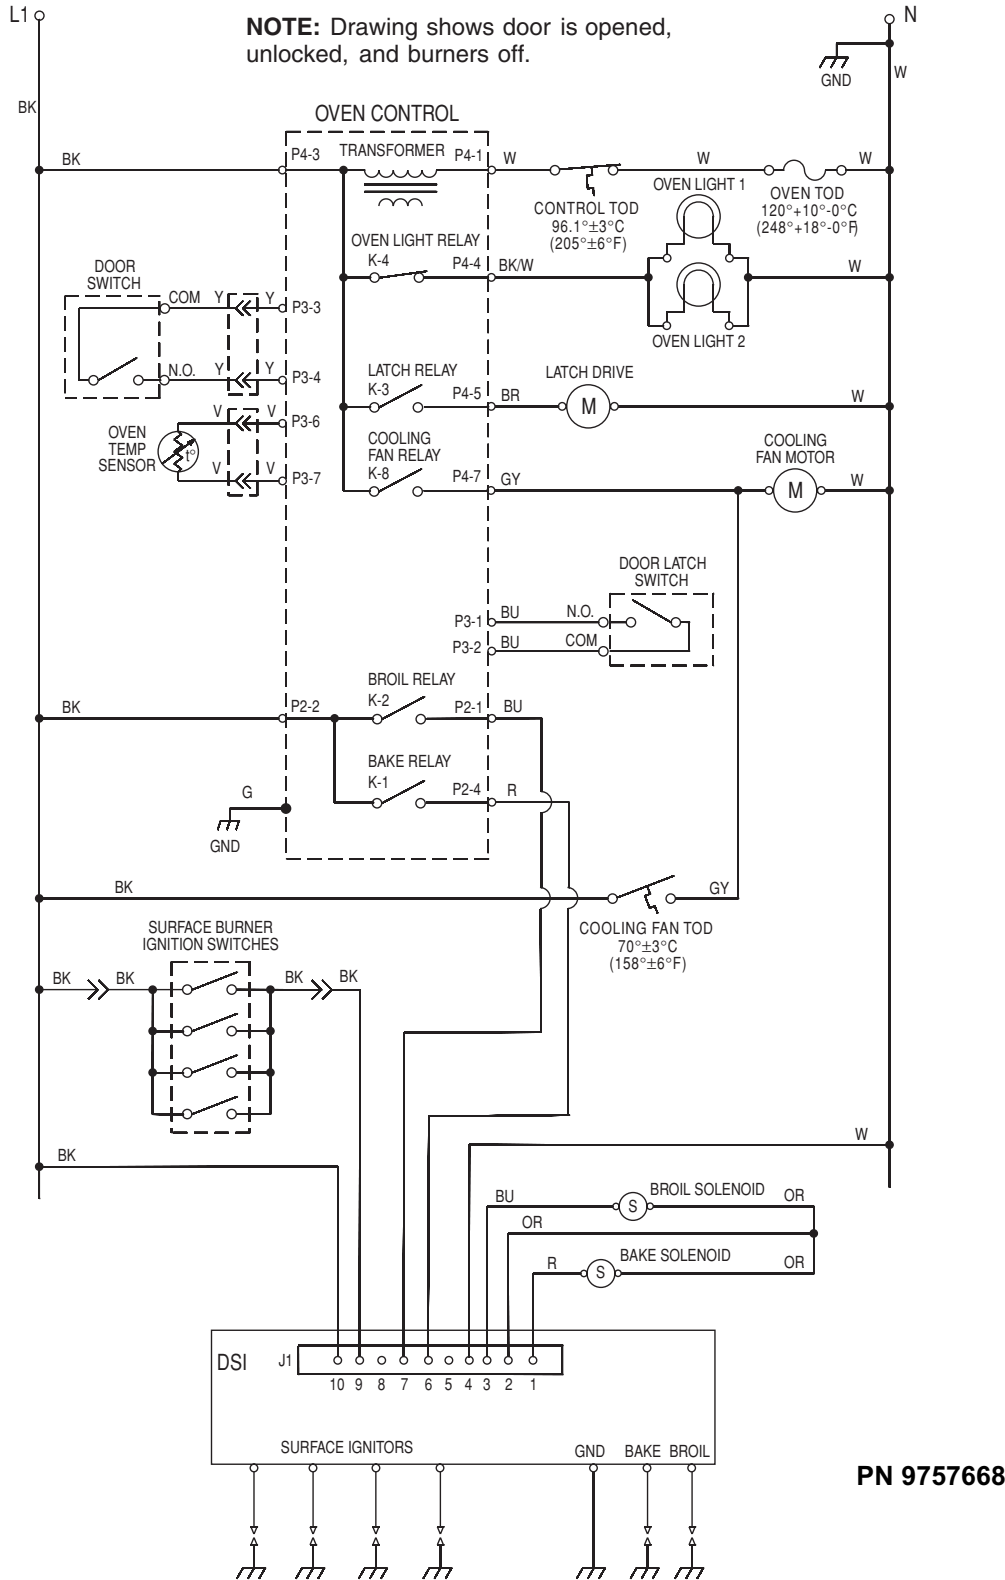 L1
NOTE: Drawing shows door is opened,
unlocked, and burners off.
N
GND
W
BK
OVEN CONTROL
BK
P4-3
TRANSFORMER
P4-1
W
W
W
CONTROL TOD
96.1°±3°C
(205°±6°F)
OVEN LIGHT 1
OVEN TOD
120°+10°-0°C
(248°+18°-0°F)
OVEN LIGHT RELAY
K-4
P4-4
BK/W
W
OVEN LIGHT 2
DOOR
SWITCH
COM
Y
Y
P3-3
N.O.
Y
Y
P3-4
LATCH RELAY
K-3
P4-5
BR
LATCH DRIVE
M
W
OVEN
TEMP
SENSOR
t°
V
V
P3-6
V
V
P3-7
COOLING
FAN RELAY
K-8
P4-7
GY
COOLING
FAN MOTOR
M
W
DOOR LATCH
SWITCH
P3-1
BU
N.O.
P3-2
BU
COM
BK
P2-2
BROIL RELAY
K-2
P2-1
BU
BAKE RELAY
K-1
P2-4
R
G
GND
BK
GY
COOLING FAN TOD
70°±3°C
(158°±6°F)
SURFACE BURNER
IGNITION SWITCHES
BK
BK
BK
BK
W
BK
BU
BROIL SOLENOID
S
OR
OR
R
BAKE SOLENOID
S
OR
DSI
J1
10 9 8 7 6 5 4 3 2 1
SURFACE IGNITORS
GND
BAKE
BROIL
PN 9757668